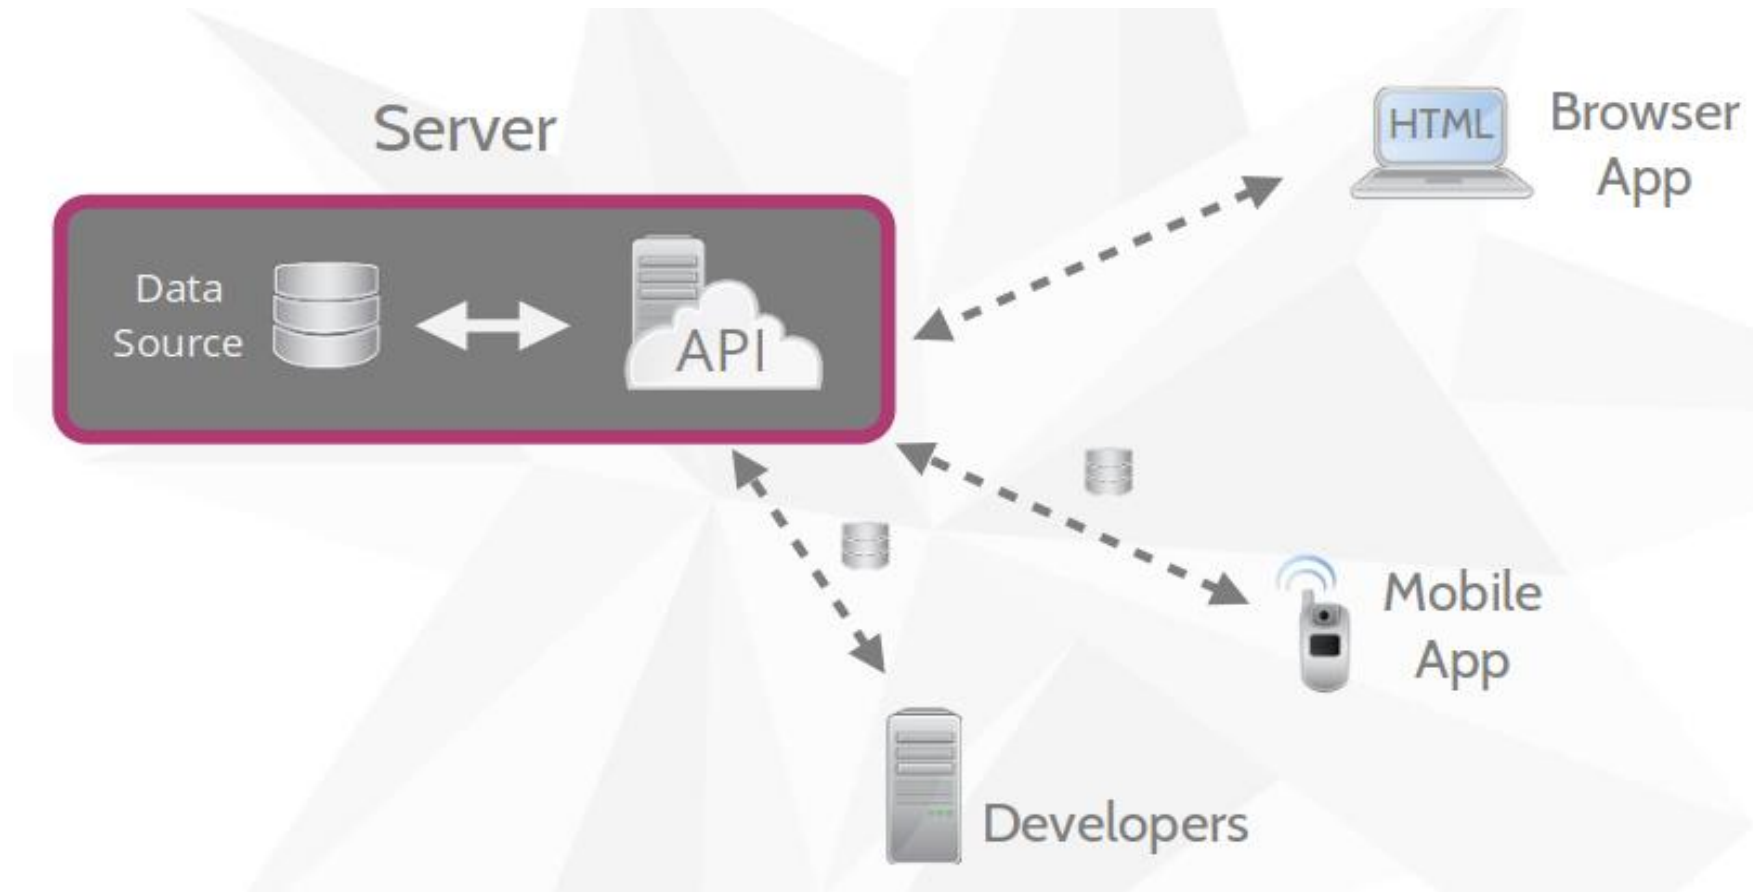 Server
Data
Source
API
HTML
Browser
App
Mobile
App
Developers